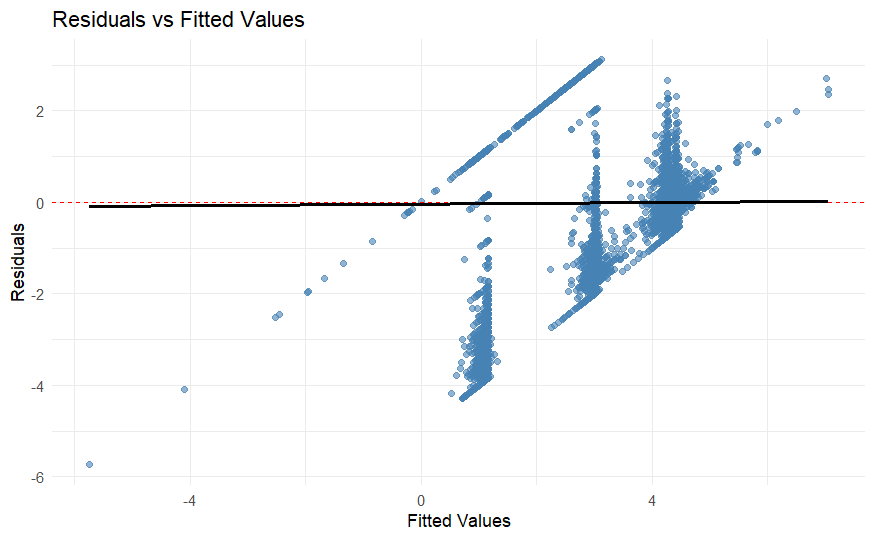 Residuals vs Fitted Values
Residuals
2
0
-2
-4
-6
-4
0
4
Fitted Values